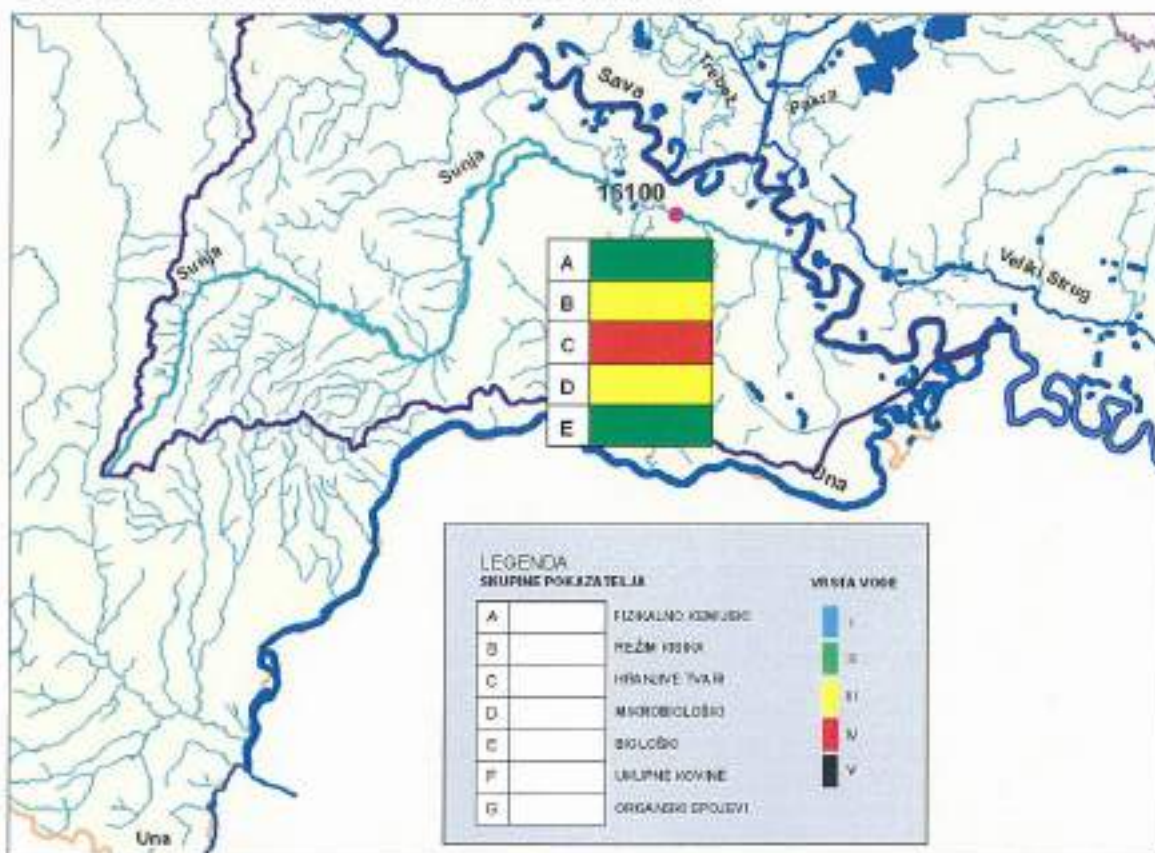 Sava
Trebež
Pakra
Sunja
16100
Sunja
Veliki Strug
A
B
C
D
E
Una
LEGENDA
SKUPINE POKAZATELJA
VRSTA VODE
A FIZIKALNO KEMIJSKI
B REŽIM KISIKA
C HRANJIVE TVARI
D MIKROBIOLOŠKI
E BIOLOŠKI
F UKUPNE KOVINE
G ORGANSKI SPOJEVI
I
II
III
IV
V
Una